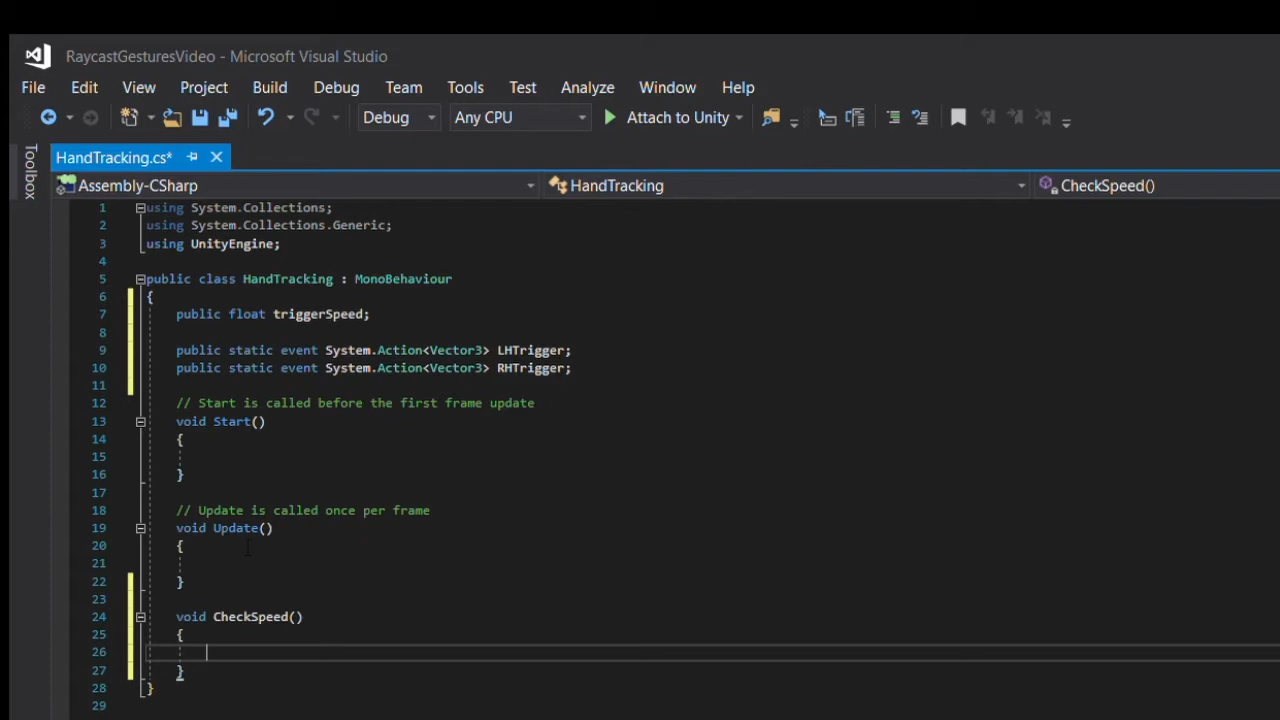 RaycastGesturesVideo - Microsoft Visual Studio
File Edit View Project Build Debug Team Tools Test Analyze Window Help
Debug Any CPU Attach to Unity
Toolbox
HandTracking.cs*
Assembly-CSharp HandTracking CheckSpeed()
1 using System.Collections;
2 using System.Collections.Generic;
3 using UnityEngine;
4
5 public class HandTracking : MonoBehaviour
6 {
7 public float triggerSpeed;
8
9 public static event System.Action<Vector3> LHTrigger;
10 public static event System.Action<Vector3> RHTrigger;
11
12 // Start is called before the first frame update
13 void Start()
14 {
15
16 }
17
18 // Update is called once per frame
19 void Update()
20 {
21
22 }
23
24 void CheckSpeed()
25 {
26
27 }
28 }
29